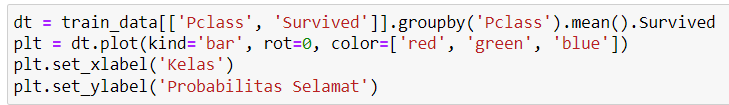 dt = train_data[['Pclass', 'Survived']].groupby('Pclass').mean().Survived
plt = dt.plot(kind='bar', rot=0, color=['red', 'green', 'blue'])
plt.set_xlabel('Kelas')
plt.set_ylabel('Probabilitas Selamat')